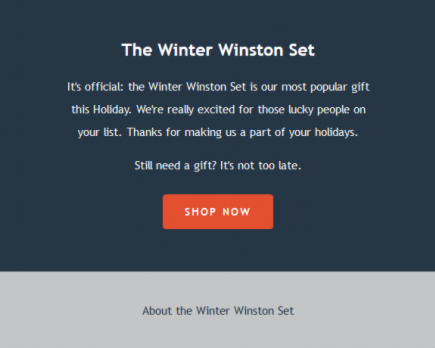 The Winter Winston Set
It's official: the Winter Winston Set is our most popular gift
this Holiday. We're really excited for those lucky people on
your list. Thanks for making us a part of your holidays.
Still need a gift? It's not too late.
SHOP NOW
About the Winter Winston Set